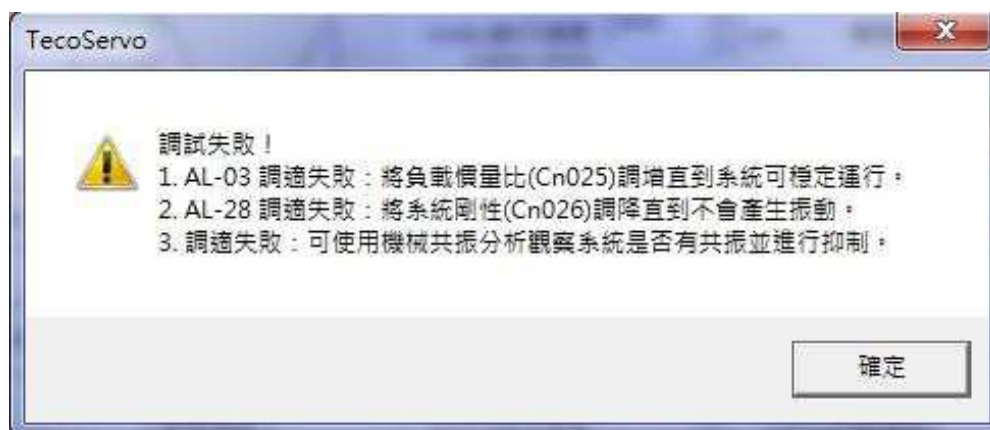 TecoServo
調試失敗！
1. AL-03 調適失敗：將負載慣量比(Cn025)調增直到系統可穩定運行。
2. AL-28 調適失敗：將系統剛性(Cn026)調降直到不會產生振動。
3. 調適失敗：可使用機械共振分析觀察系統是否有共振並進行抑制。
確定